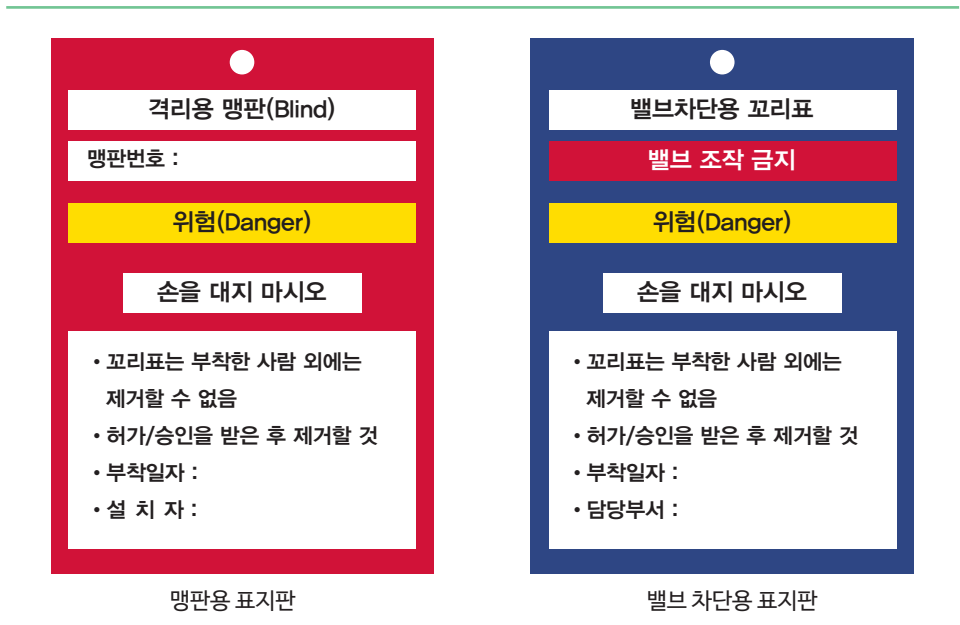 격리용 맹판(Blind)
맹판번호 :
위험(Danger)
손을 대지 마시오
• 꼬리표는 부착한 사람 외에는
제거할 수 없음
• 허가/승인을 받은 후 제거할 것
• 부착일자 :
• 설 치 자 :
맹판용 표지판
밸브차단용 꼬리표
밸브 조작 금지
위험(Danger)
손을 대지 마시오
• 꼬리표는 부착한 사람 외에는
제거할 수 없음
• 허가/승인을 받은 후 제거할 것
• 부착일자 :
• 담당부서 :
밸브 차단용 표지판